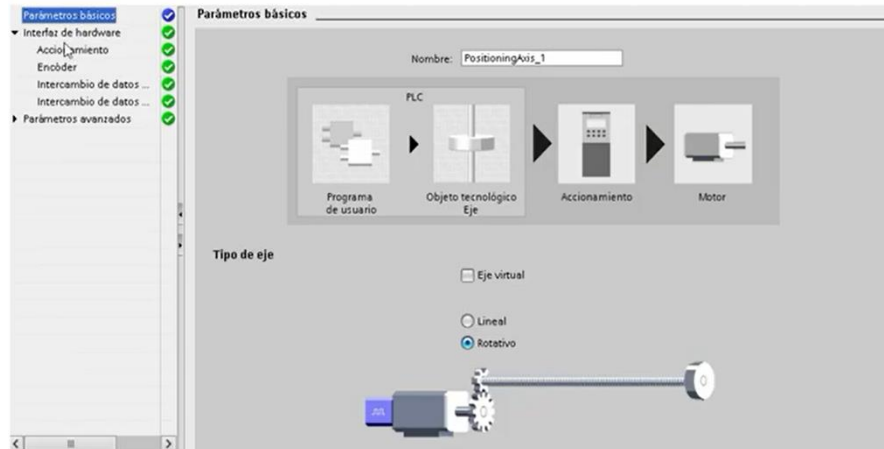 Parámetros básicos
Interfaz de hardware
Accionamiento
Encóder
Intercambio de datos ...
Intercambio de datos ...
Parámetros avanzados
Parámetros básicos
Nombre: PositioningAxis_1
PLC
Programa
de usuario
Objeto tecnológico
Eje
Accionamiento
Motor
Tipo de eje
Eje virtual
Lineal
Rotativo